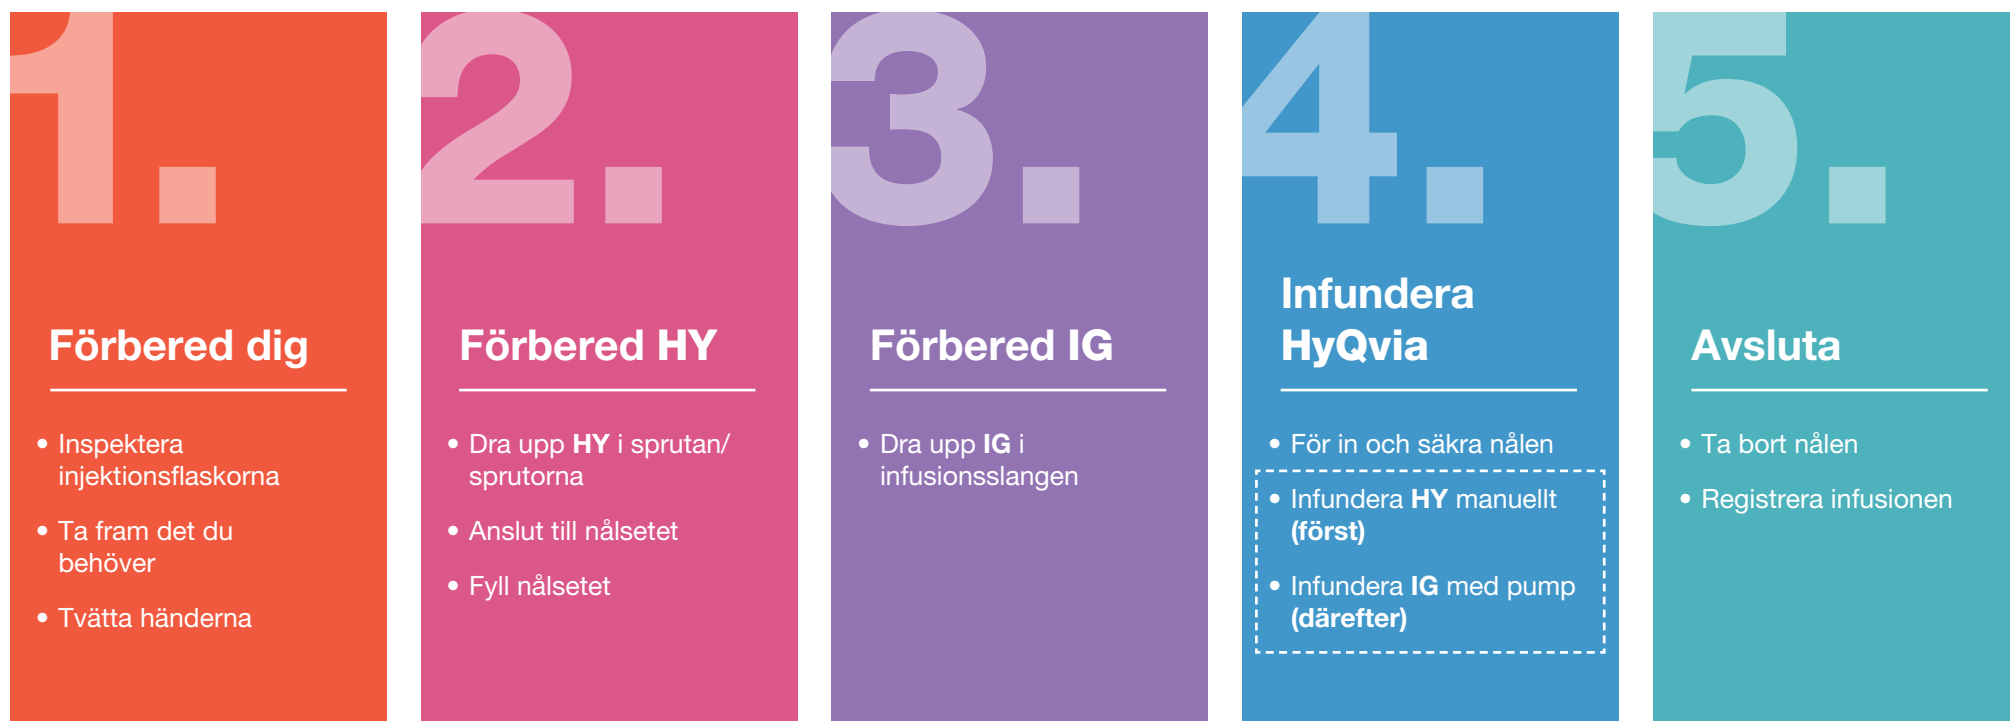 1.
Förbered dig
• Inspektera
injektionsflaskorna
• Ta fram det du
behöver
• Tvätta händerna
2.
Förbered HY
• Dra upp HY i sprutan/
sprutorna
• Anslut till nålsetet
• Fyll nålsetet
3.
Förbered IG
• Dra upp IG i
infusionsslangen
4.
Infundera
HyQvia
• För in och säkra nålen
• Infundera HY manuellt
(först)
• Infundera IG med pump
(därefter)
5.
Avsluta
• Ta bort nålen
• Registrera infusionen